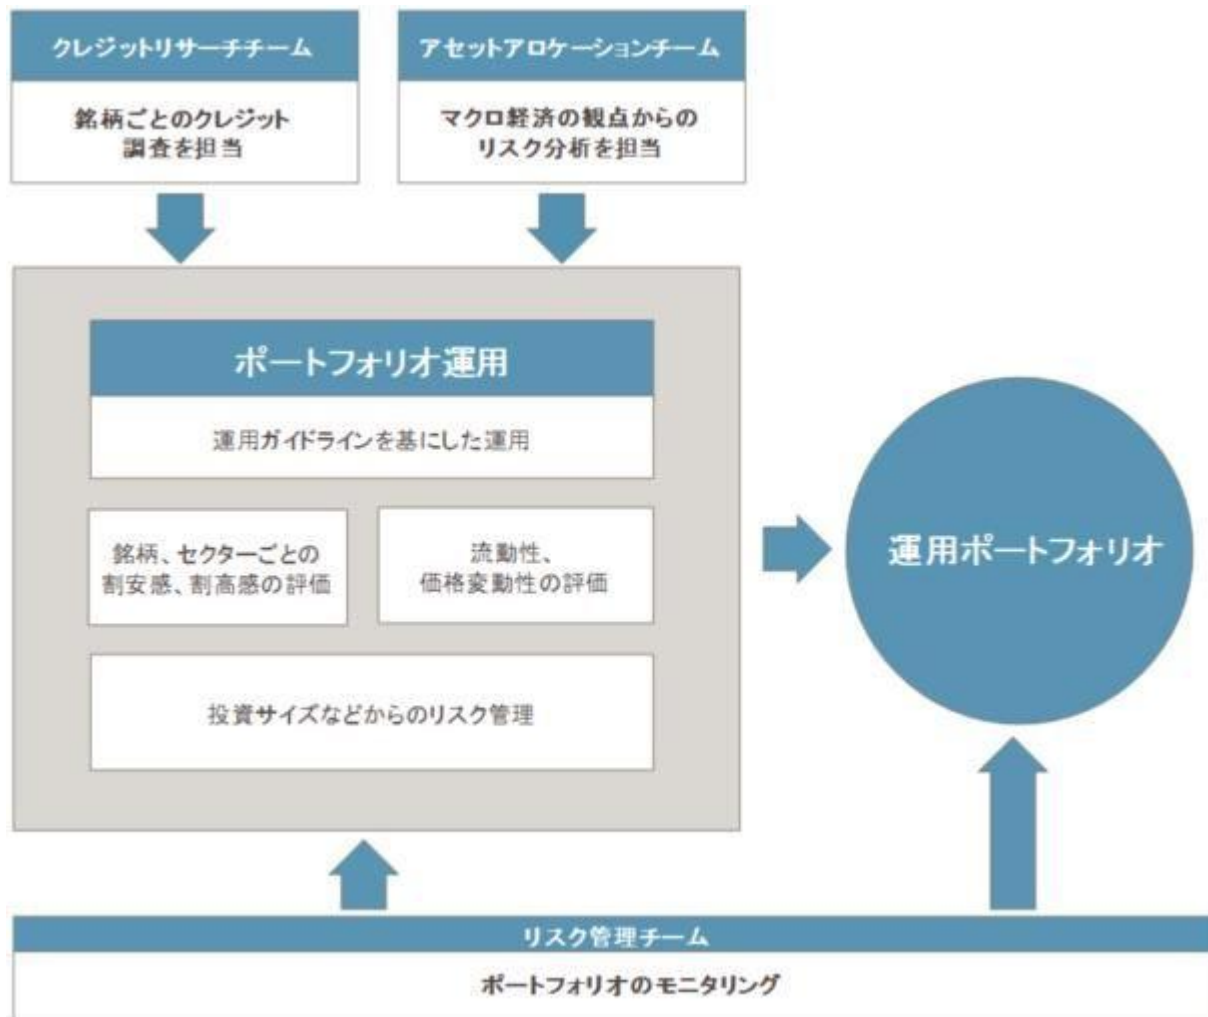 クレジットリサーチチーム
銘柄ごとのクレジット
調査を担当
アセットアロケーションチーム
マクロ経済の観点からの
リスク分析を担当
ポートフォリオ運用
運用ガイドラインを基にした運用
銘柄、セクターごとの
割安感、割高感の評価
流動性、
価格変動性の評価
投資サイズなどからのリスク管理
運用ポートフォリオ
リスク管理チーム
ポートフォリオのモニタリング